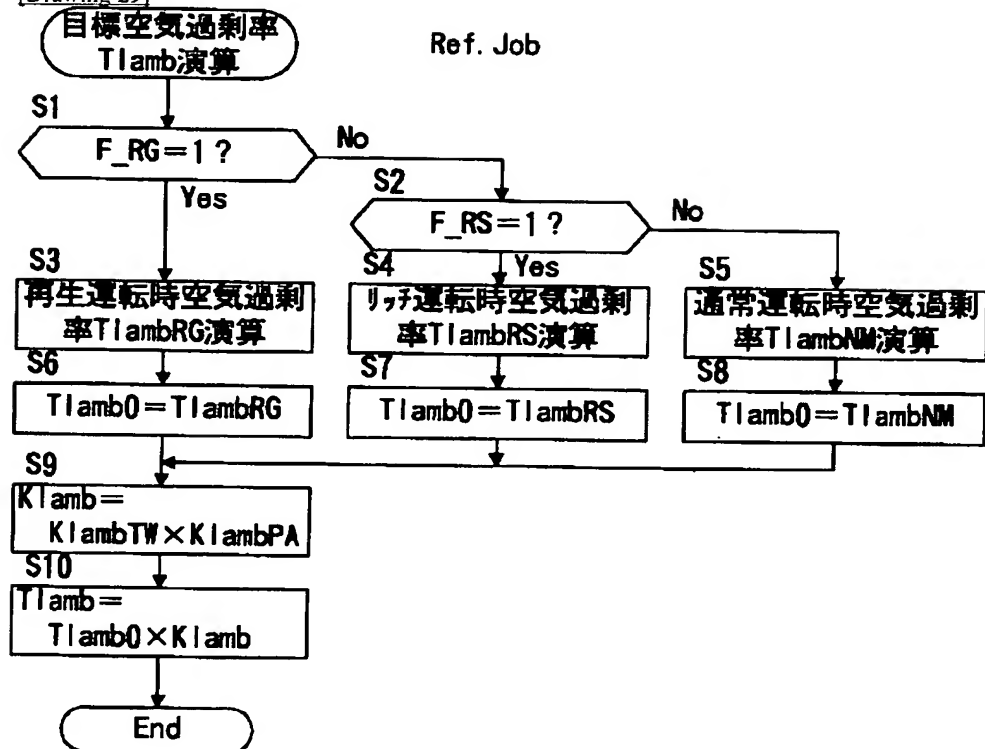 目標空気過剰率
Tlamb演算
Ref. Job
S1
F_RG=1?
No
Yes
S2
F_RS=1?
No
Yes
S3
再生運転時空気過剰
率TlambRG演算
S4
リッチ運転時空気過剰
率TlambRS演算
S5
通常運転時空気過剰
率TlambNM演算
S6
Tlamb0=TlambRG
S7
Tlamb0=TlambRS
S8
Tlamb0=TlambNM
S9
Klamb=
KlambTW×KlambPA
S10
Tlamb=
Tlamb0×Klamb
End